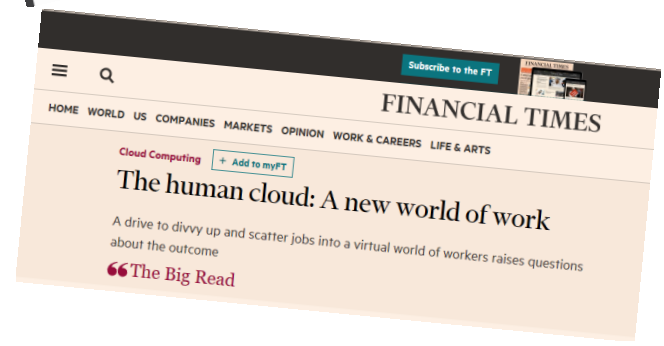 Subscribe to the FT
FINANCIAL TIMES
FINANCIAL TIMES
HOME WORLD US COMPANIES MARKETS OPINION WORK & CAREERS LIFE & ARTS
Cloud Computing + Add to myFT
The human cloud: A new world of work
A drive to divvy up and scatter jobs into a virtual world of workers raises questions
about the outcome
The Big Read